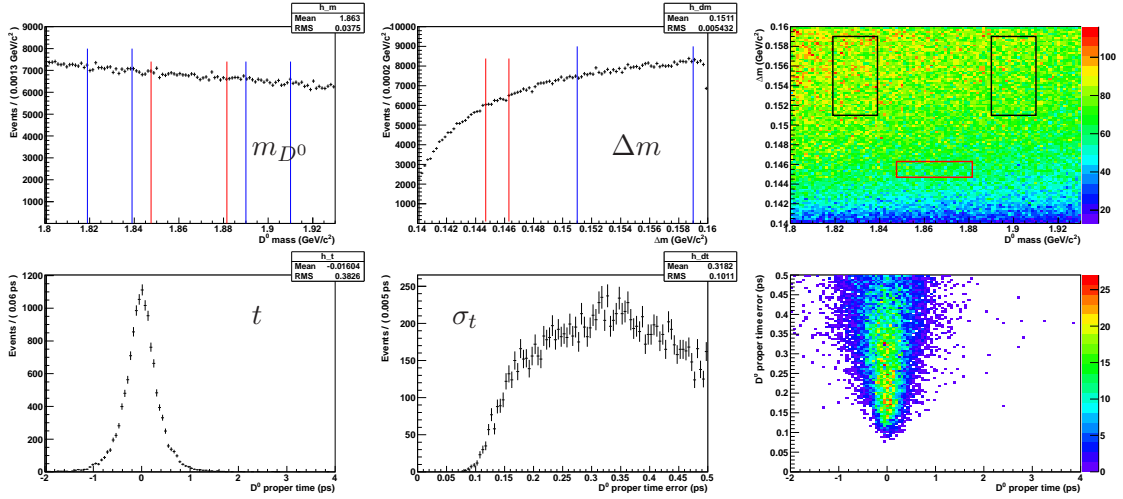 h_m
Mean 1.863
RMS 0.0375
Events / ( 0.0013 GeV/c² )
9000
8000
7000
6000
5000
4000
3000
2000
1000
0
m_{D⁰}
1.8 1.82 1.84 1.86 1.88 1.9 1.92
D⁰ mass (GeV/c²)
h_dm
Mean 0.1511
RMS 0.005432
Events / ( 0.0002 GeV/c² )
10000
9000
8000
7000
6000
5000
4000
3000
2000
1000
0
Δm
0.14 0.142 0.144 0.146 0.148 0.15 0.152 0.154 0.156 0.158 0.16
Δm (GeV/c²)
Δm (GeV/c²)
0.16
0.158
0.156
0.154
0.152
0.15
0.148
0.146
0.144
0.142
0.14
1.8 1.82 1.84 1.86 1.88 1.9 1.92
D⁰ mass (GeV/c²)
100
80
60
40
20
h_t
Mean -0.01604
RMS 0.3826
Events / ( 0.06 ps )
1200
1000
800
600
400
200
0
t
-2 -1 0 1 2 3 4
D⁰ proper time (ps)
h_dt
Mean 0.3182
RMS 0.1011
Events / ( 0.005 ps )
250
200
150
100
50
0
σ_t
0 0.05 0.1 0.15 0.2 0.25 0.3 0.35 0.4 0.45 0.5
D⁰ proper time error (ps)
D⁰ proper time error (ps)
0.5
0.45
0.4
0.35
0.3
0.25
0.2
0.15
0.1
0.05
0
-2 -1 0 1 2 3 4
D⁰ proper time (ps)
25
20
15
10
5
0